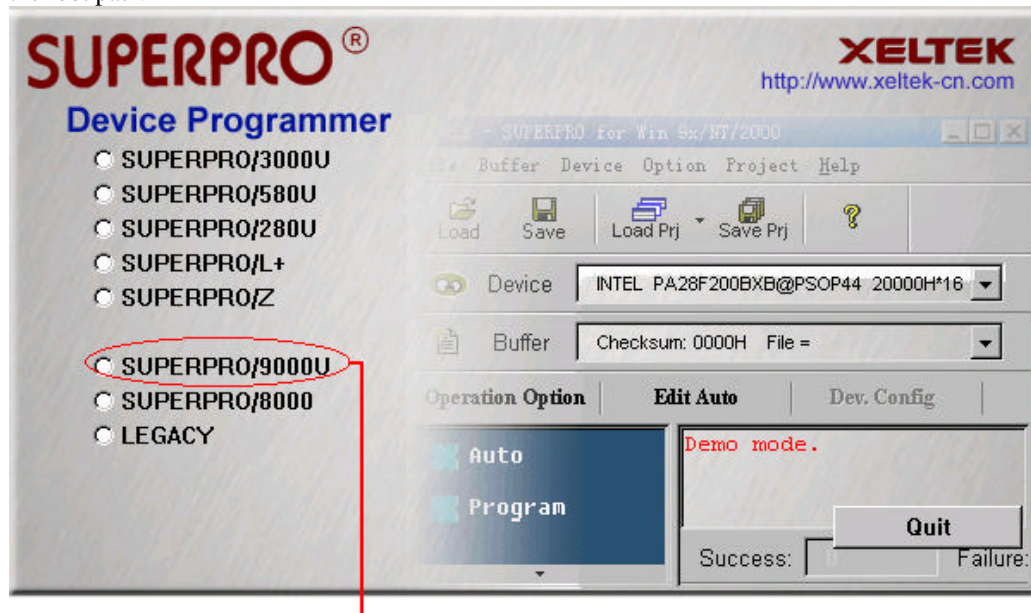 SUPERPRO®
XELTEK
http://www.xeltek-cn.com
Device Programmer
SUPERPRO/3000U
SUPERPRO/580U
SUPERPRO/280U
SUPERPRO/L+
SUPERPRO/Z
SUPERPRO/9000U
SUPERPRO/8000
LEGACY
- SUPERPRO for Win 9x/NT/2000
Buffer Device Option Project Help
Load Save Load Prj Save Prj
Device INTEL PA28F200BXB@PSOP44 20000H*16
Buffer Checksum: 0000H File =
Operation Option Edit Auto Dev. Config
Auto
Program
Demo mode.
Quit
Success: Failure: